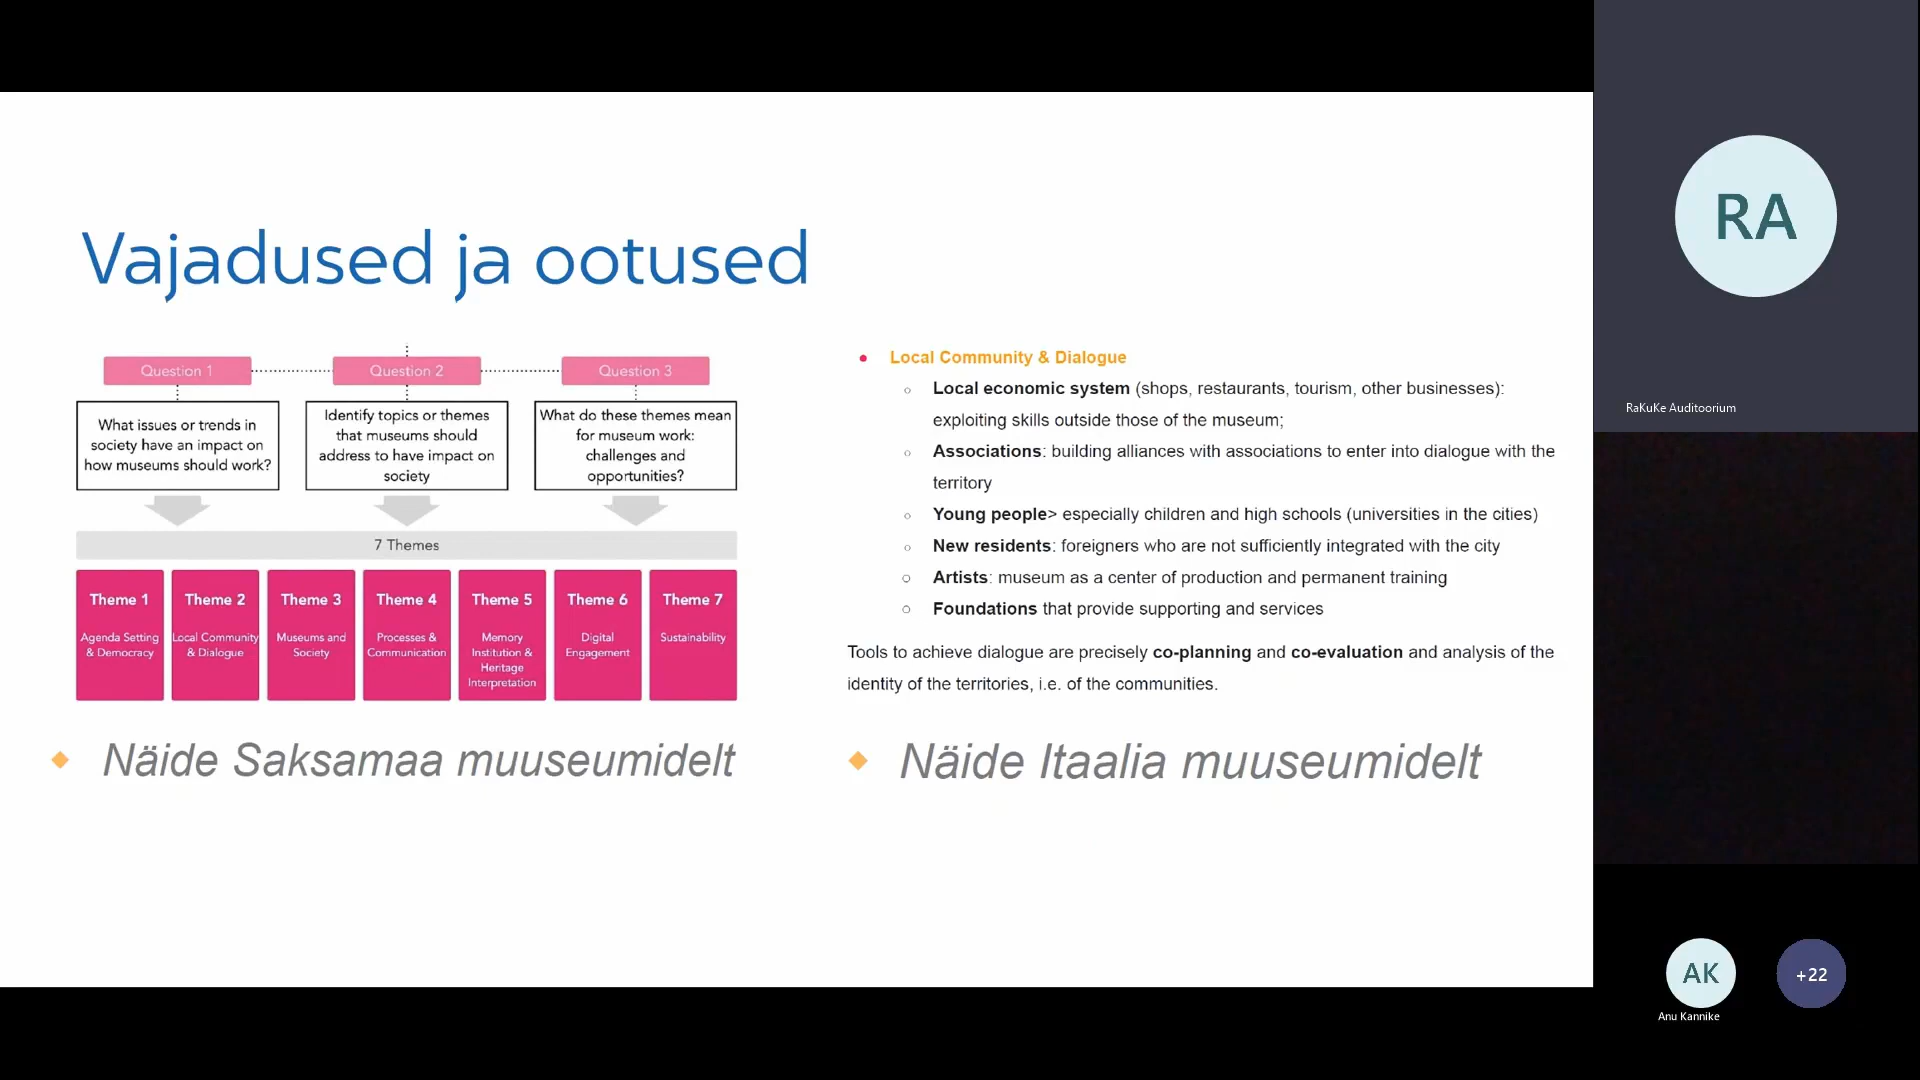 Vajadused ja ootused
Question 1
Question 2
Question 3
What issues or trends in
society have an impact on
how museums should work?
Identify topics or themes
that museums should
address to have impact on
society
What do these themes mean
for museum work:
challenges and
opportunities?
7 Themes
Theme 1
Agenda Setting
& Democracy
Theme 2
Local Community
& Dialogue
Theme 3
Museums and
Society
Theme 4
Processes &
Communication
Theme 5
Memory
Institution &
Heritage
Interpretation
Theme 6
Digital
Engagement
Theme 7
Sustainability
Näide Saksamaa muuseumidelt
Local Community & Dialogue
Local economic system (shops, restaurants, tourism, other businesses):
exploiting skills outside those of the museum;
Associations: building alliances with associations to enter into dialogue with the
territory
Young people> especially children and high schools (universities in the cities)
New residents: foreigners who are not sufficiently integrated with the city
Artists: museum as a center of production and permanent training
Foundations that provide supporting and services
Tools to achieve dialogue are precisely co-planning and co-evaluation and analysis of the
identity of the territories, i.e. of the communities.
Näide Itaalia muuseumidelt
RA
RaKuKe Auditoorium
AK
Anu Kannike
+22